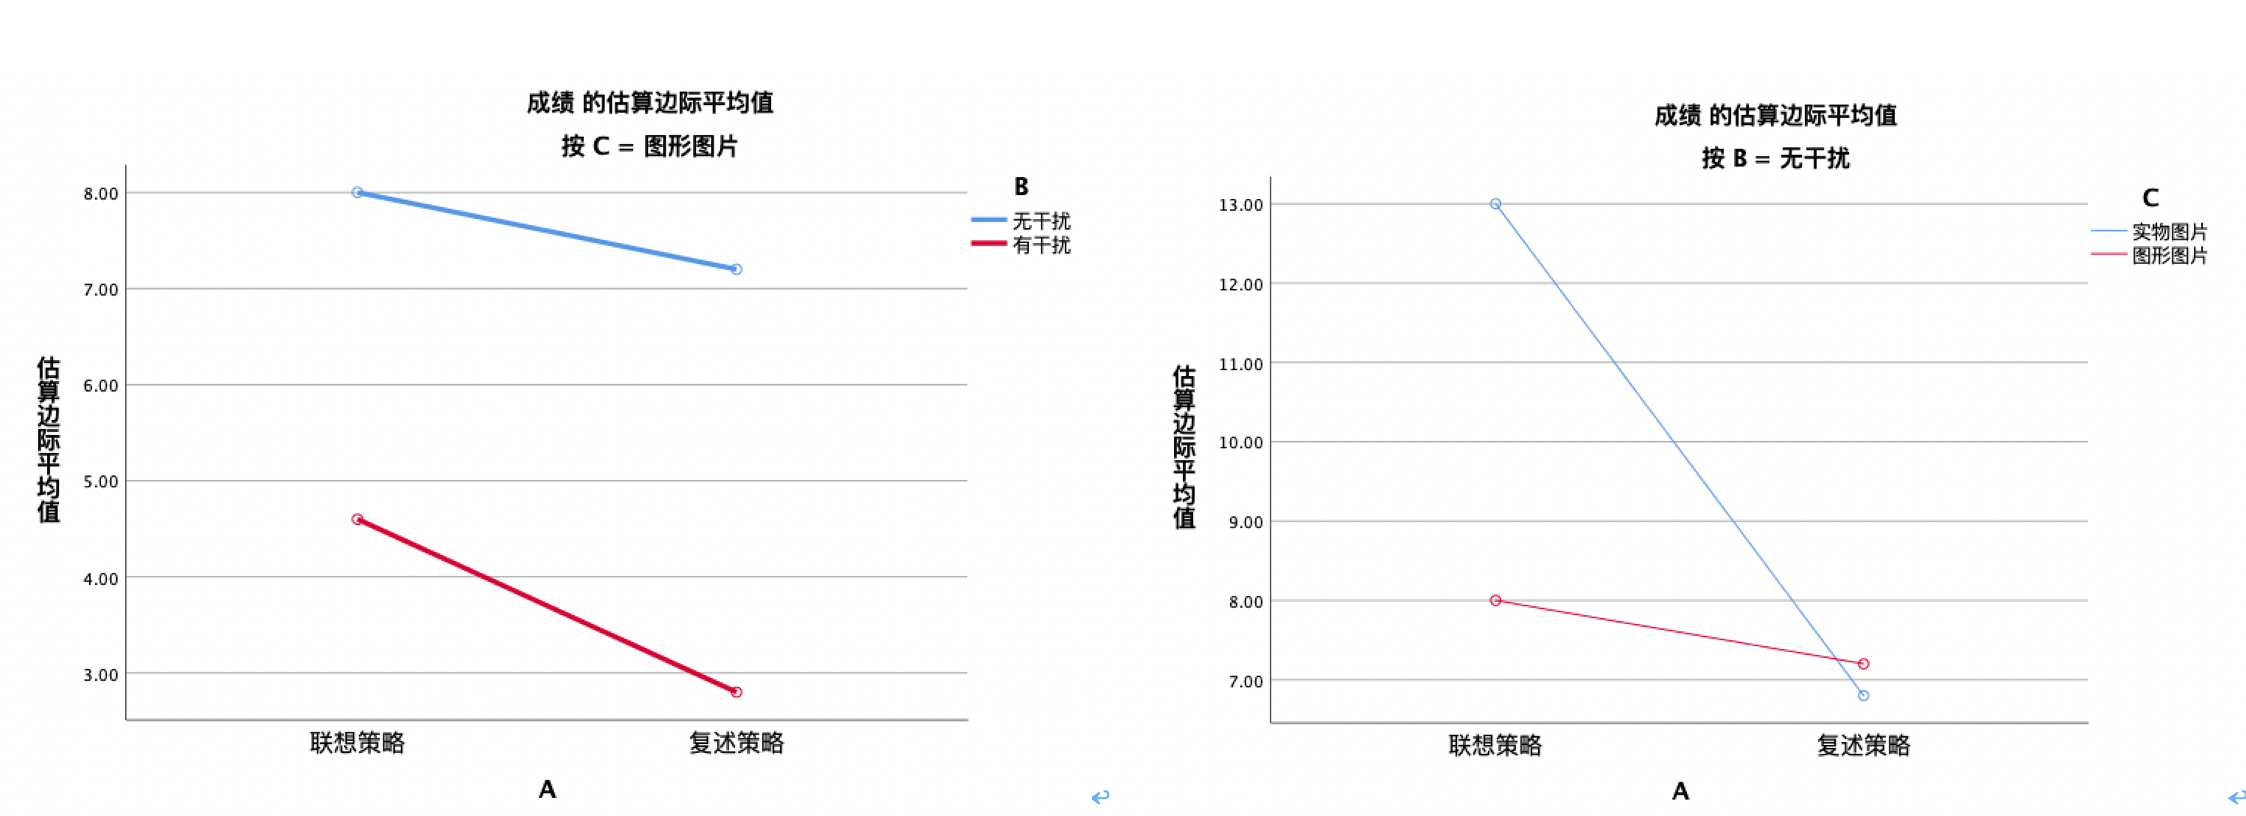 成绩 的估算边际平均值
按 C = 图形图片
B
无干扰
有干扰
估算边际平均值
8.00
7.00
6.00
5.00
4.00
3.00
联想策略
复述策略
A
成绩 的估算边际平均值
按 B = 无干扰
C
实物图片
图形图片
估算边际平均值
13.00
12.00
11.00
10.00
9.00
8.00
7.00
联想策略
复述策略
A